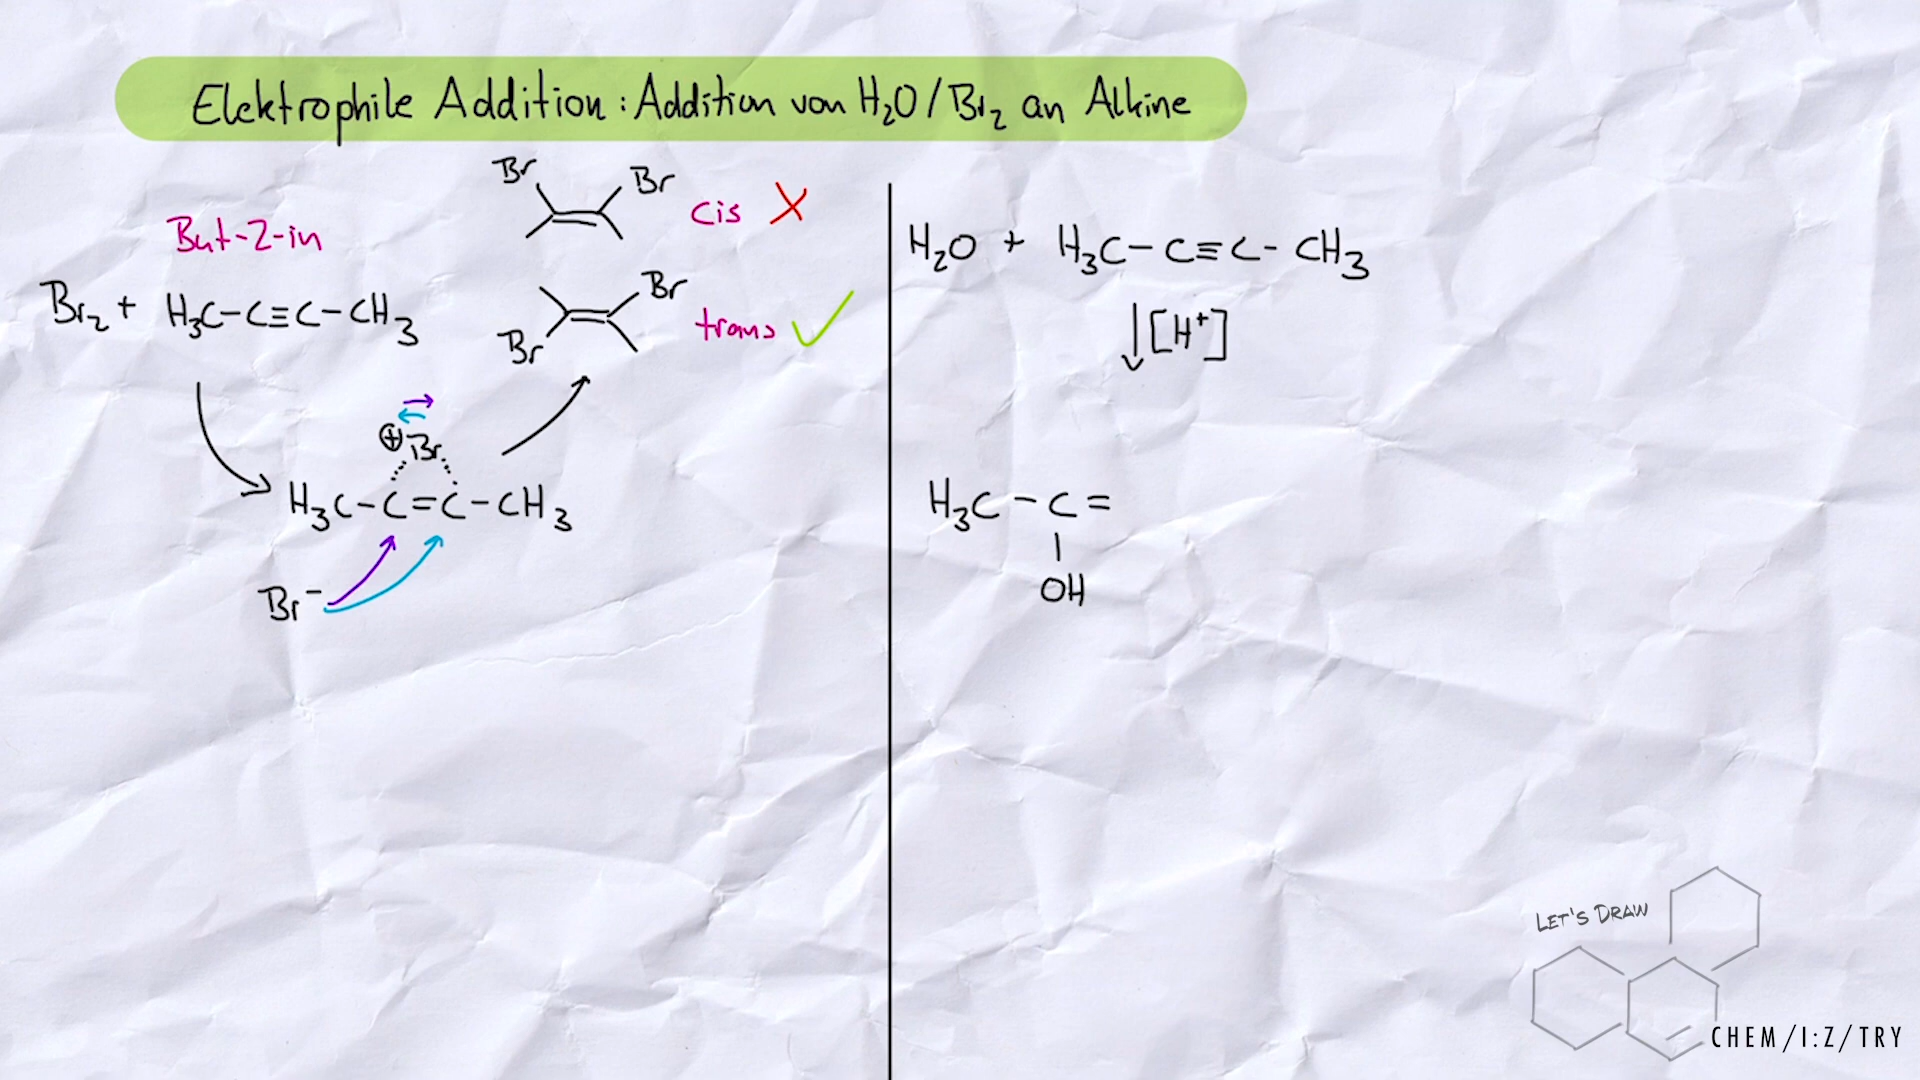 Elektrophile Addition: Addition von H₂O/Br₂ an Alkine
But-2-in
Br₂ + H₃C-C≡C-CH₃
Br Br cis X
Br Br trans ✓
⊕Br
H₃C-C=C-CH₃
Br⁻
H₂O + H₃C-C≡C-CH₃
↓[H⁺]
H₃C-C=
OH
LET'S DRAW
CHEM/I:Z/TRY